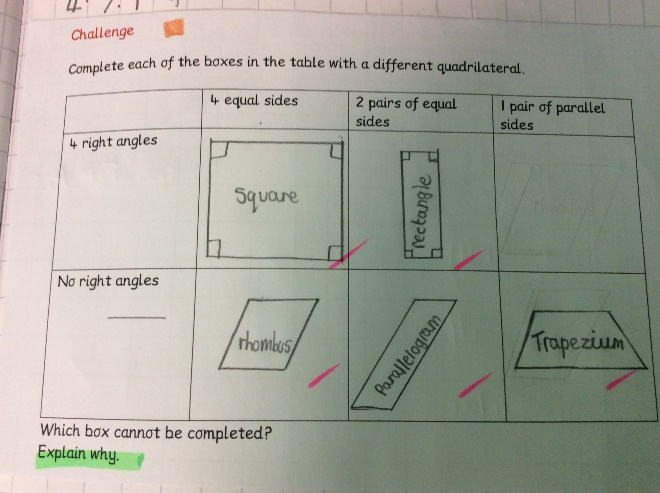 Challenge
Complete each of the boxes in the table with a different quadrilateral.
4 equal sides
2 pairs of equal
sides
1 pair of parallel
sides
4 right angles
Square
rectangle
No right angles
rhombus
Parallelogram
Trapezium
Which box cannot be completed?
Explain why.